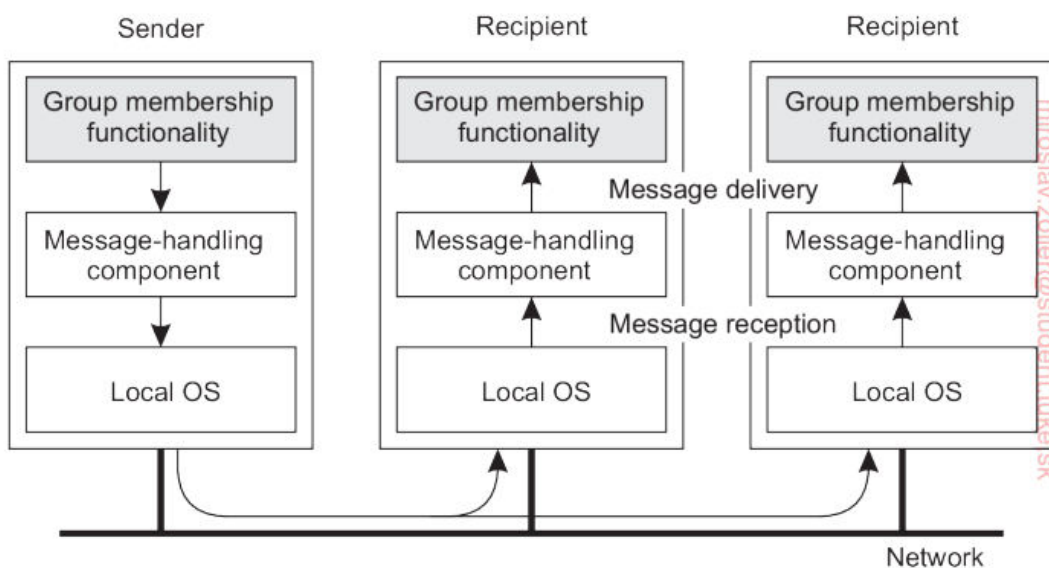 Sender
Recipient
Recipient
Group membership
functionality
Group membership
functionality
Group membership
functionality
Message delivery
Message-handling
component
Message-handling
component
Message-handling
component
Message reception
Local OS
Local OS
Local OS
Network